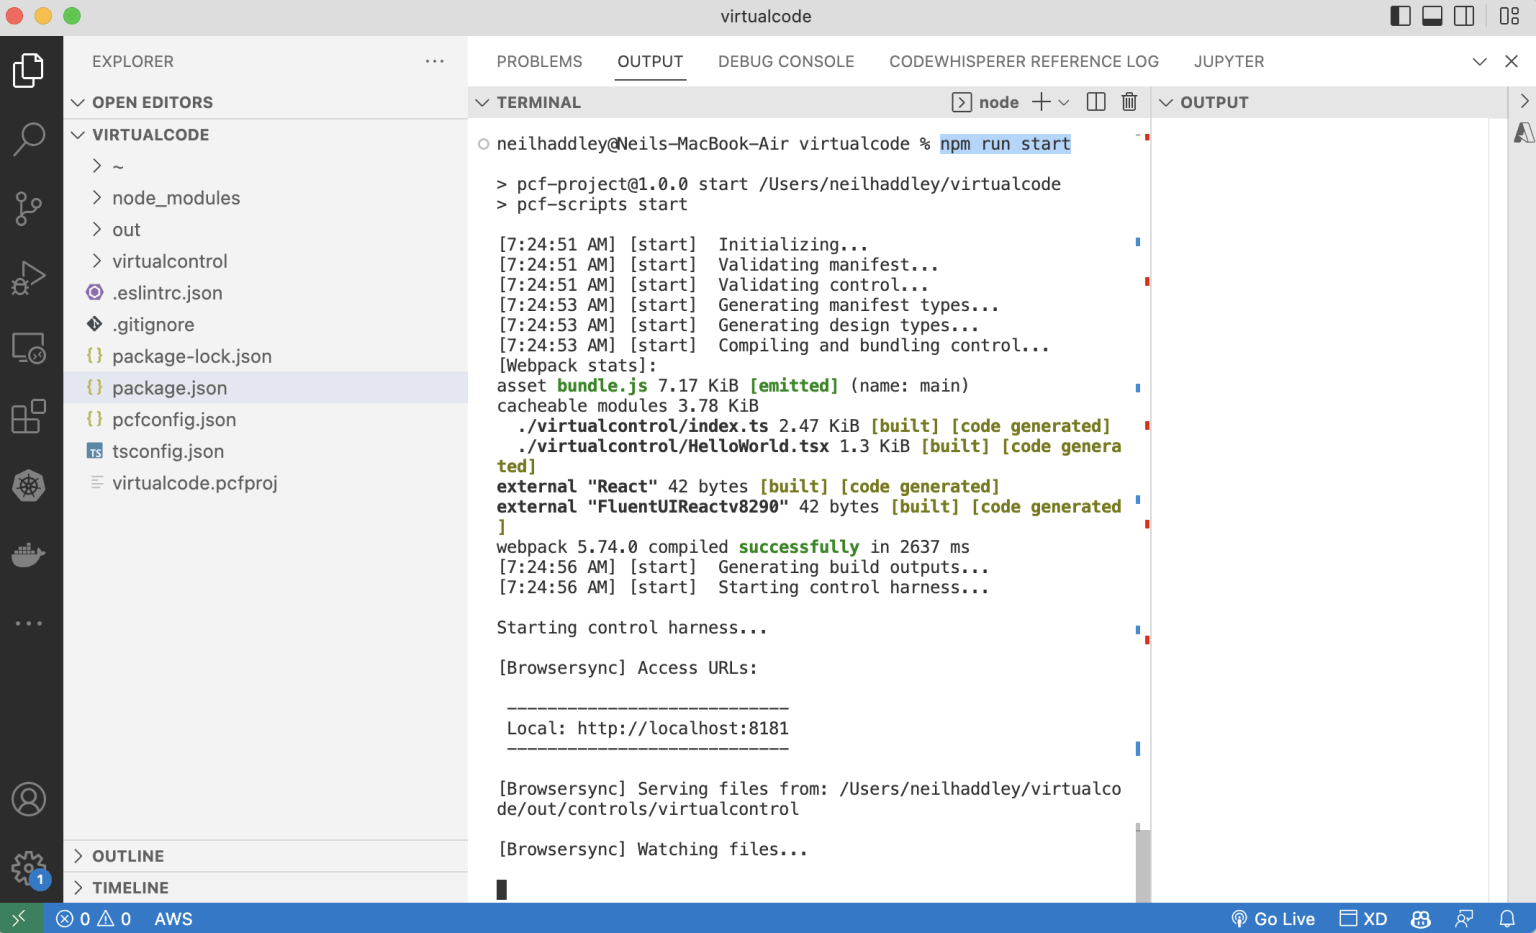 virtualcode
EXPLORER
OPEN EDITORS
VIRTUALCODE
~
node_modules
out
virtualcontrol
.eslintrc.json
.gitignore
package-lock.json
package.json
pcfconfig.json
TS tsconfig.json
virtualcode.pcfproj
OUTLINE
TIMELINE
1
PROBLEMS OUTPUT DEBUG CONSOLE CODEWHISPERER REFERENCE LOG JUPYTER
TERMINAL node
OUTPUT
neilhaddley@Neils-MacBook-Air virtualcode % npm run start
> pcf-project@1.0.0 start /Users/neilhaddley/virtualcode
> pcf-scripts start
[7:24:51 AM] [start]  Initializing...
[7:24:51 AM] [start]  Validating manifest...
[7:24:51 AM] [start]  Validating control...
[7:24:53 AM] [start]  Generating manifest types...
[7:24:53 AM] [start]  Generating design types...
[7:24:53 AM] [start]  Compiling and bundling control...
[Webpack stats]:
asset bundle.js 7.17 KiB [emitted] (name: main)
cacheable modules 3.78 KiB
  ./virtualcontrol/index.ts 2.47 KiB [built] [code generated]
  ./virtualcontrol/HelloWorld.tsx 1.3 KiB [built] [code genera
ted]
external "React" 42 bytes [built] [code generated]
external "FluentUIReactv8290" 42 bytes [built] [code generated
]
webpack 5.74.0 compiled successfully in 2637 ms
[7:24:56 AM] [start]  Generating build outputs...
[7:24:56 AM] [start]  Starting control harness...
Starting control harness...
[Browsersync] Access URLs:
----------------------------
Local: http://localhost:8181
----------------------------
[Browsersync] Serving files from: /Users/neilhaddley/virtualco
de/out/controls/virtualcontrol
[Browsersync] Watching files...
0 0 AWS
Go Live XD